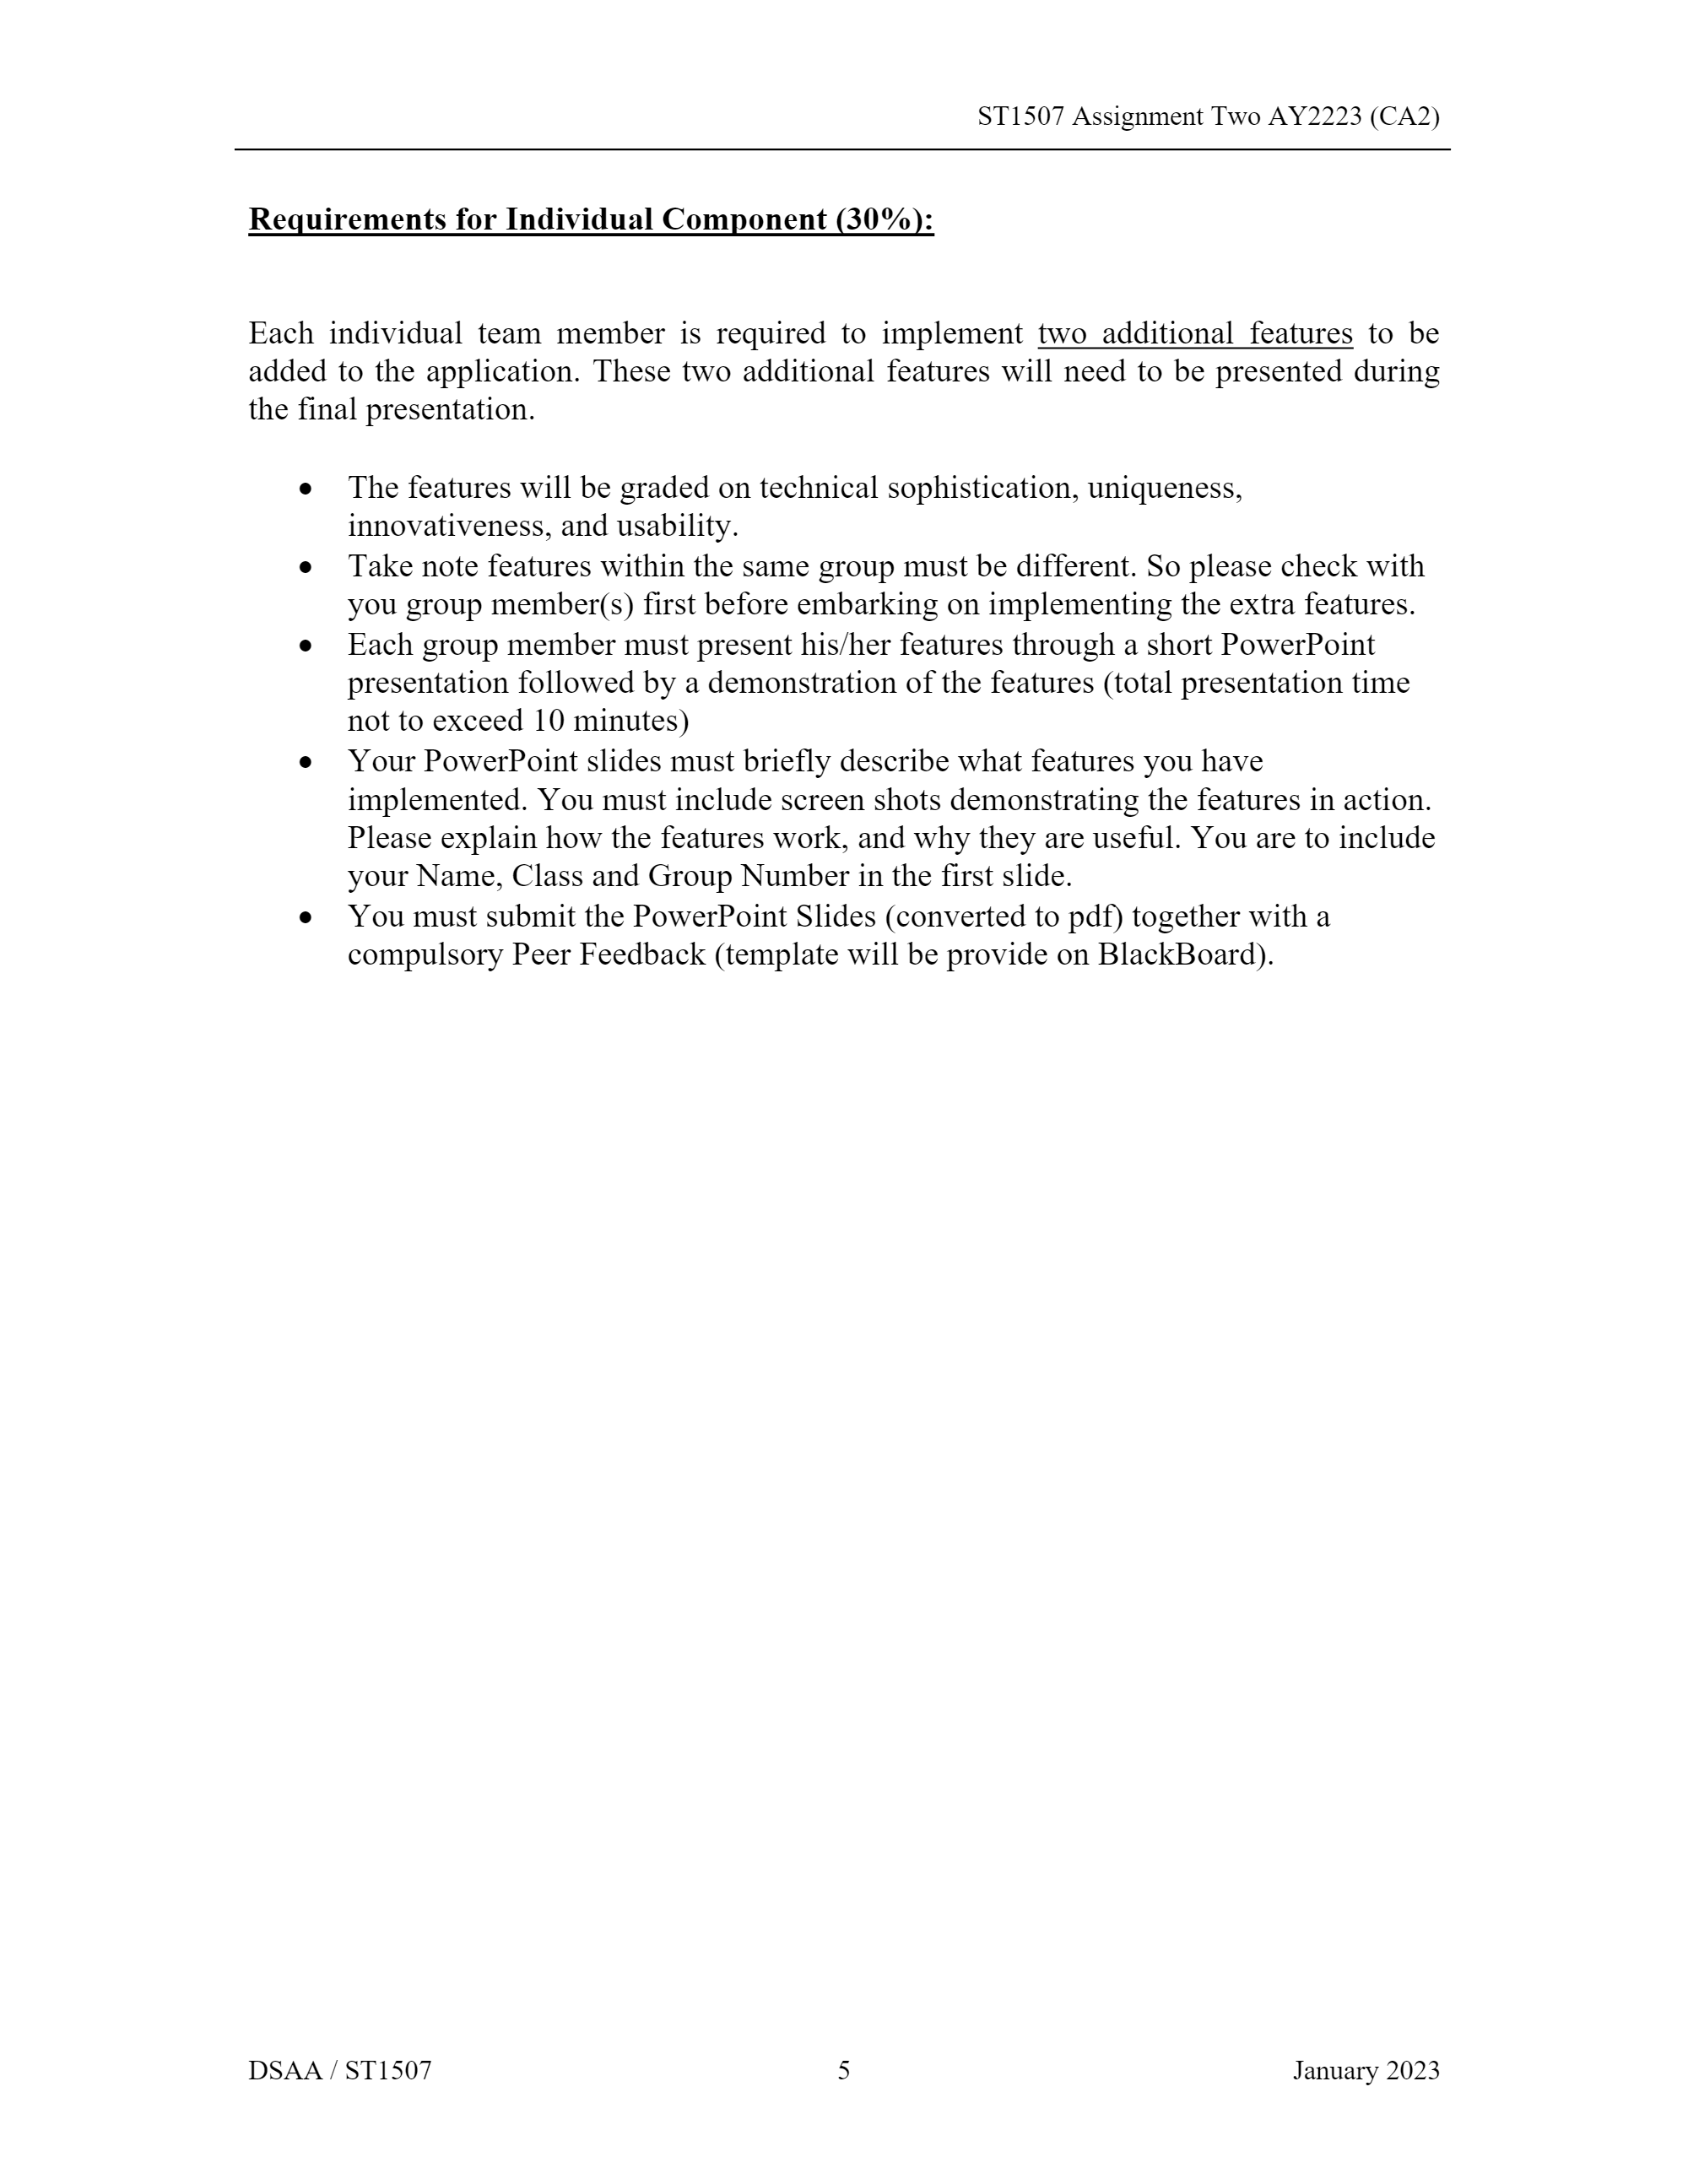 ST1507 Assignment Two AY2223 (CA2)
Requirements for Individual Component (30%):
Each individual team member is required to implement two additional features to be
added to the application. These two additional features will need to be presented during
the final presentation.
• The features will be graded on technical sophistication, uniqueness,
innovativeness, and usability.
• Take note features within the same group must be different. So please check with
you group member(s) first before embarking on implementing the extra features.
• Each group member must present his/her features through a short PowerPoint
presentation followed by a demonstration of the features (total presentation time
not to exceed 10 minutes)
• Your PowerPoint slides must briefly describe what features you have
implemented. You must include screen shots demonstrating the features in action.
Please explain how the features work, and why they are useful. You are to include
your Name, Class and Group Number in the first slide.
• You must submit the PowerPoint Slides (converted to pdf) together with a
compulsory Peer Feedback (template will be provide on BlackBoard).
DSAA / ST1507 5 January 2023